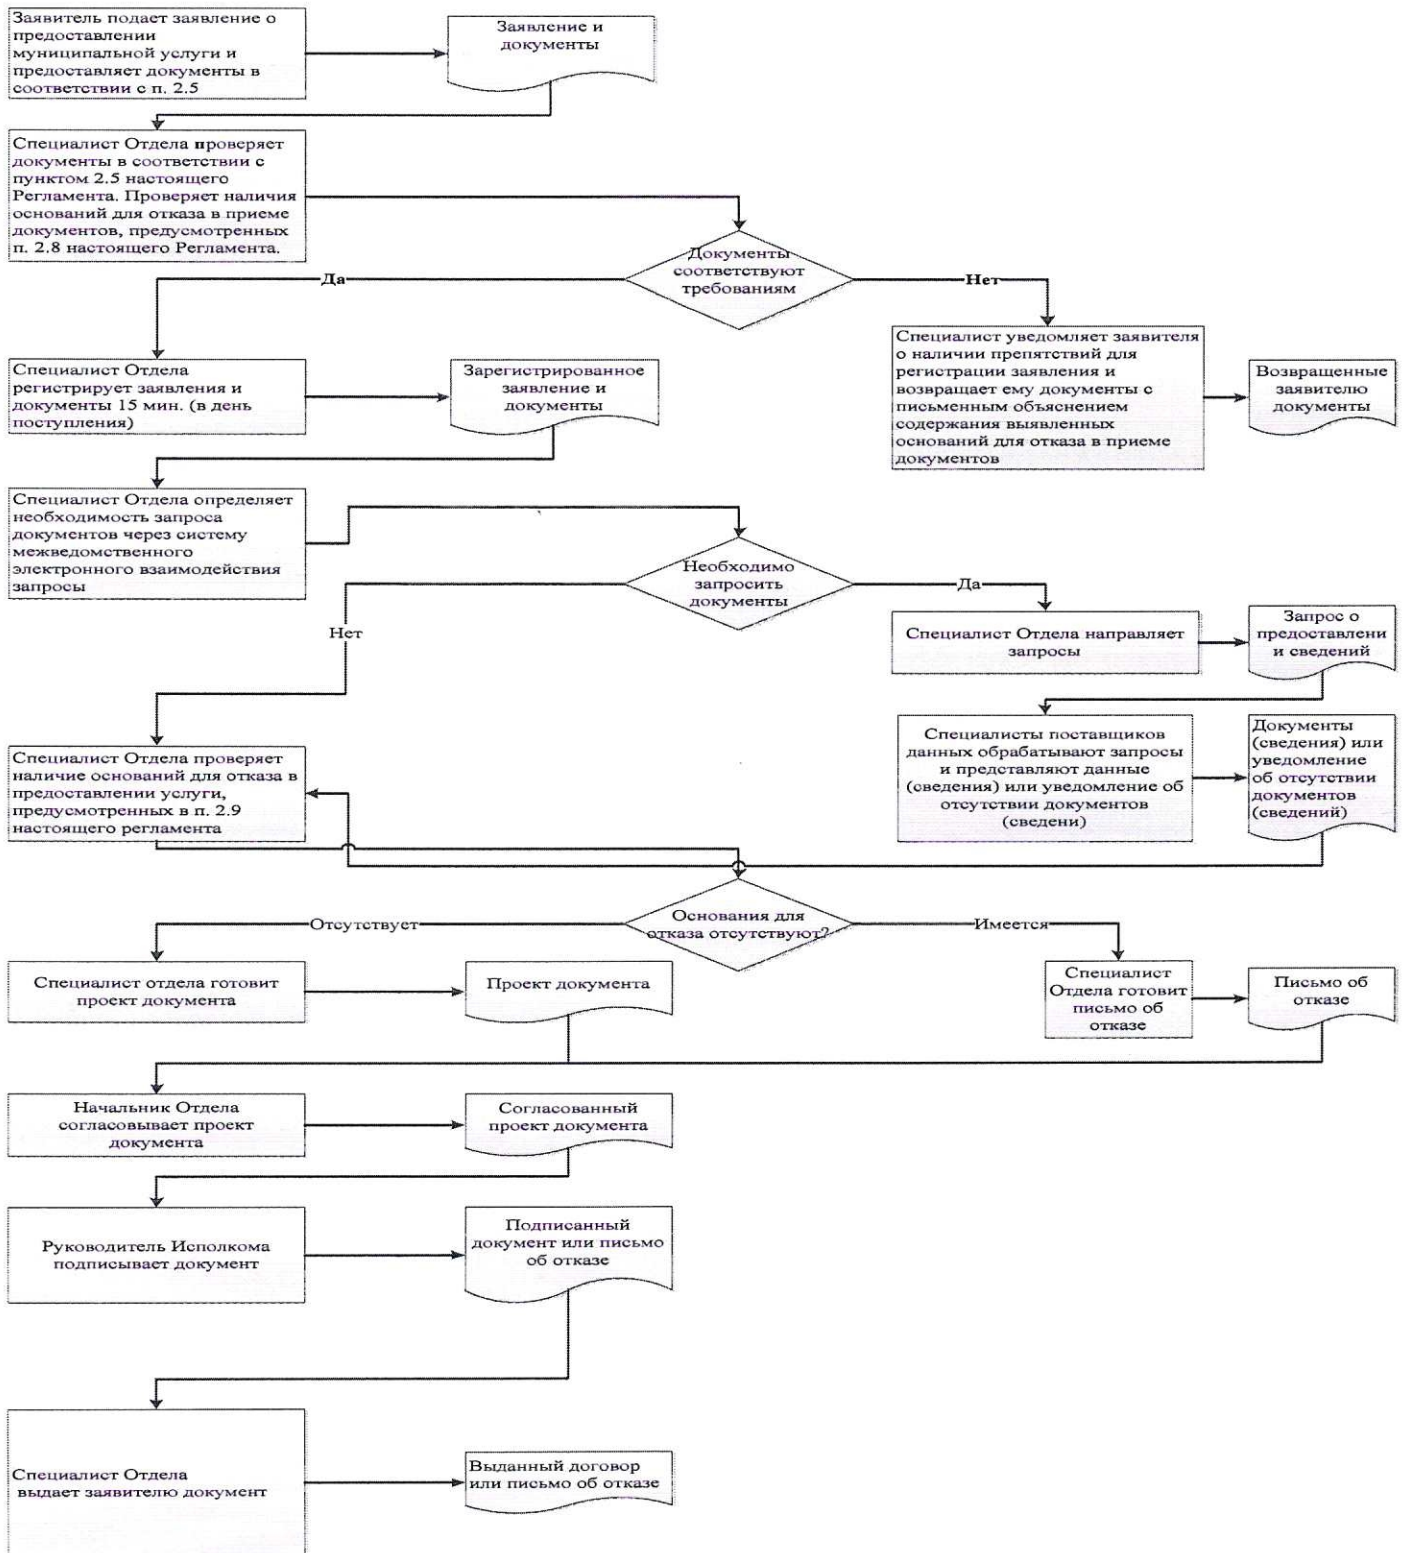 Заявитель подает заявление о
предоставлении
муниципальной услуги и
предоставляет документы в
соответствии с п. 2.5
Заявление и
документы
Специалист Отдела проверяет
документы в соответствии с
пунктом 2.5 настоящего
Регламента. Проверяет наличия
оснований для отказа в приеме
документов, предусмотренных
п. 2.8 настоящего Регламента.
Документы
соответствуют
требованиям
Да
Нет
Специалист Отдела
регистрирует заявления и
документы 15 мин. (в день
поступления)
Зарегистрированное
заявление и
документы
Специалист уведомляет заявителя
о наличии препятствий для
регистрации заявления и
возвращает ему документы с
письменным объяснением
содержания выявленных
оснований для отказа в приеме
документов
Возвращенные
заявителю
документы
Специалист Отдела определяет
необходимость запроса
документов через систему
межведомственного
электронного взаимодействия
запросы
Необходимо
запросить
документы
Да
Нет
Специалист Отдела направляет
запросы
Запрос о
предоставлени
и сведений
Специалисты поставщиков
данных обрабатывают запросы
и представляют данные
(сведения) или уведомление об
отсутствии документов
(сведени)
Документы
(сведения) или
уведомление
об отсутствии
документов
(сведений)
Специалист Отдела проверяет
наличие оснований для отказа в
предоставлении услуги,
предусмотренных в п. 2.9
настоящего регламента
Основания для
отказа отсутствуют?
Отсутствует
Имеется
Специалист отдела готовит
проект документа
Проект документа
Специалист
Отдела готовит
письмо об
отказе
Письмо об
отказе
Начальник Отдела
согласовывает проект
документа
Согласованный
проект документа
Руководитель Исполкома
подписывает документ
Подписанный
документ или письмо
об отказе
Специалист Отдела
выдает заявителю документ
Выданный договор
или письмо об отказе